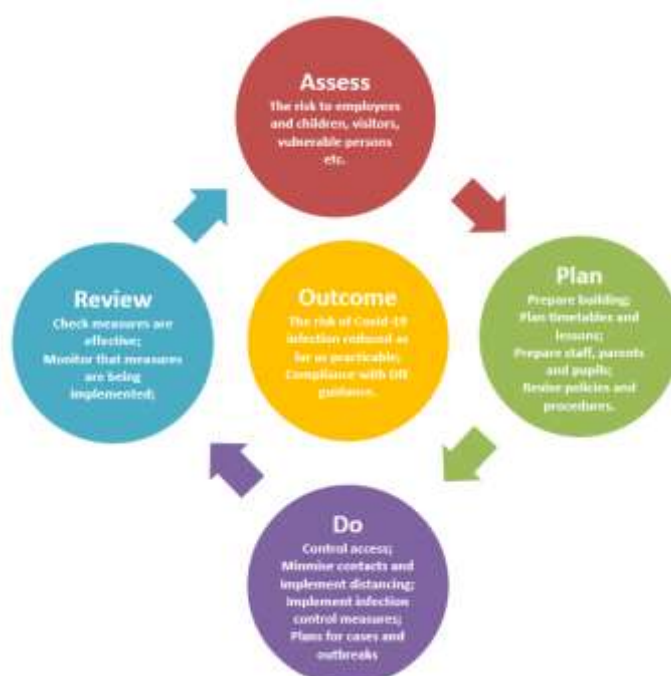 Assess
The risk to employees
and children, visitors,
vulnerable persons
etc.
Plan
Prepare building;
Plan timetables and
lessons;
Prepare staff, parents
and pupils;
Revise policies and
procedures.
Review
Check measures are
effective;
Monitor that measures
are being
implemented;
Outcome
The risk of Covid-19
infection reduced as
far as practicable;
Compliance with DfE
guidance.
Do
Control access;
Minmise contacts and
implement distancing;
Implement infection
control measures;
Plans for cases and
outbreaks